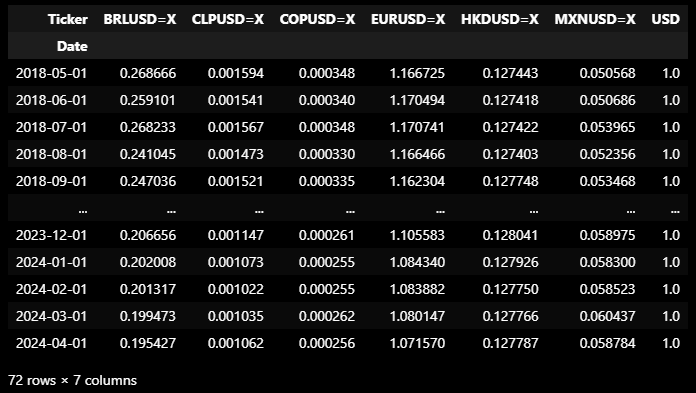 Ticker BRLUSD=X CLPUSD=X COPUSD=X EURUSD=X HKDUSD=X MXNUSD=X USD
Date
2018-05-01 0.268666 0.001594 0.000348 1.166725 0.127443 0.050568 1.0
2018-06-01 0.259101 0.001541 0.000340 1.170494 0.127418 0.050686 1.0
2018-07-01 0.268233 0.001567 0.000348 1.170741 0.127422 0.053965 1.0
2018-08-01 0.241045 0.001473 0.000330 1.166466 0.127403 0.052356 1.0
2018-09-01 0.247036 0.001521 0.000335 1.162304 0.127748 0.053468 1.0
... ... ... ... ... ... ... ...
2023-12-01 0.206656 0.001147 0.000261 1.105583 0.128041 0.058975 1.0
2024-01-01 0.202008 0.001073 0.000255 1.084340 0.127926 0.058300 1.0
2024-02-01 0.201317 0.001022 0.000255 1.083882 0.127750 0.058523 1.0
2024-03-01 0.199473 0.001035 0.000262 1.080147 0.127766 0.060437 1.0
2024-04-01 0.195427 0.001062 0.000256 1.071570 0.127787 0.058784 1.0
72 rows × 7 columns